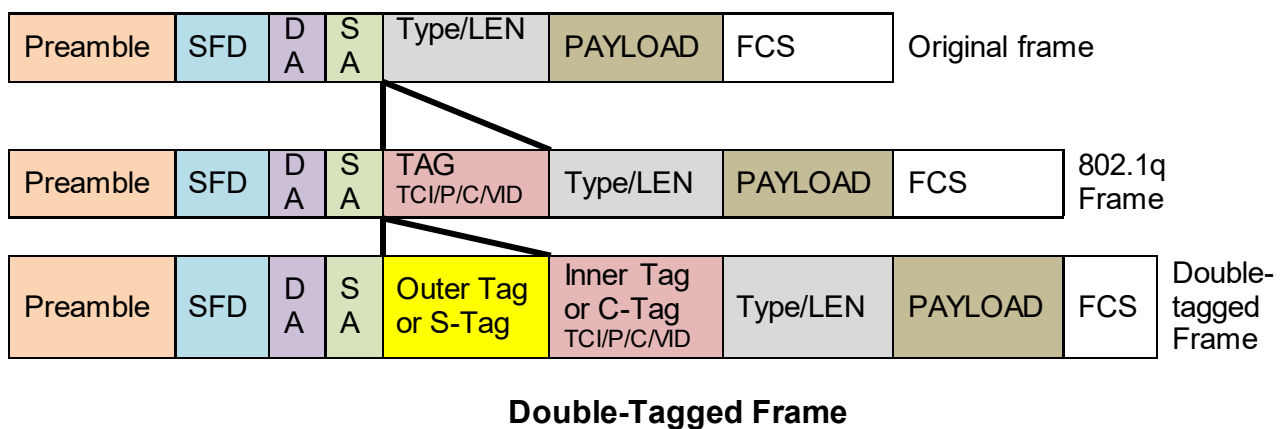 Preamble
SFD
D
A
S
A
Type/LEN
PAYLOAD
FCS
Original frame
Preamble
SFD
D
A
S
A
TAG
TCI/P/C/VID
Type/LEN
PAYLOAD
FCS
802.1q
Frame
Preamble
SFD
D
A
S
A
Outer Tag
or S-Tag
Inner Tag
or C-Tag
TCI/P/C/VID
Type/LEN
PAYLOAD
FCS
Double-
tagged
Frame
Double-Tagged Frame